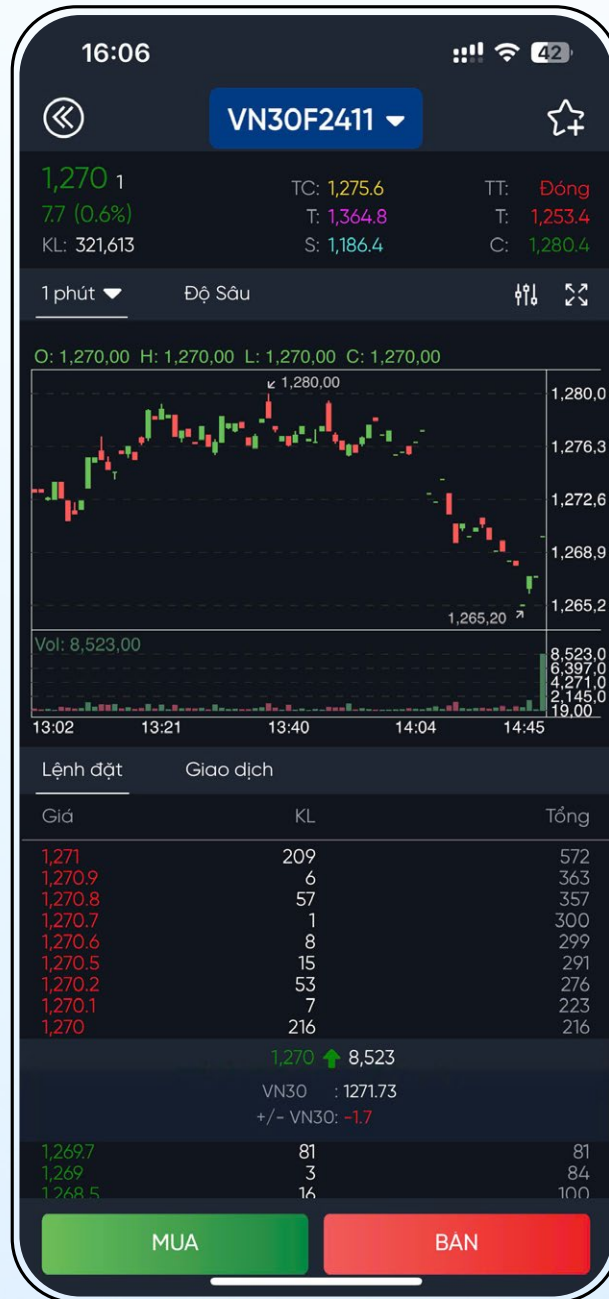 16:06 42
VN30F2411
1,270 1 TC: 1,275.6 TT: Đóng
7.7 (0.6%) T: 1,364.8 T: 1,253.4
KL: 321,613 S: 1,186.4 C: 1,280.4
1 phút Độ Sâu
O: 1,270,00 H: 1,270,00 L: 1,270,00 C: 1,270,00
1,280,00
1,280,0
1,276,3
1,272,6
1,268,9
1,265,2
1,265,20
Vol: 8,523,00
8,523,0
6,397,0
4,271,0
2,145,0
19,00
13:02 13:21 13:40 14:04 14:45
Lệnh đặt Giao dịch
Giá KL Tổng
1,271 209 572
1,270.9 6 363
1,270.8 57 357
1,270.7 1 300
1,270.6 8 299
1,270.5 15 291
1,270.2 53 276
1,270.1 7 223
1,270 216 216
1,270 8,523
VN30 : 1271.73
+/- VN30: -1.7
1,269.7 81 81
1,269 3 84
1,268.5 16 100
MUA BÁN